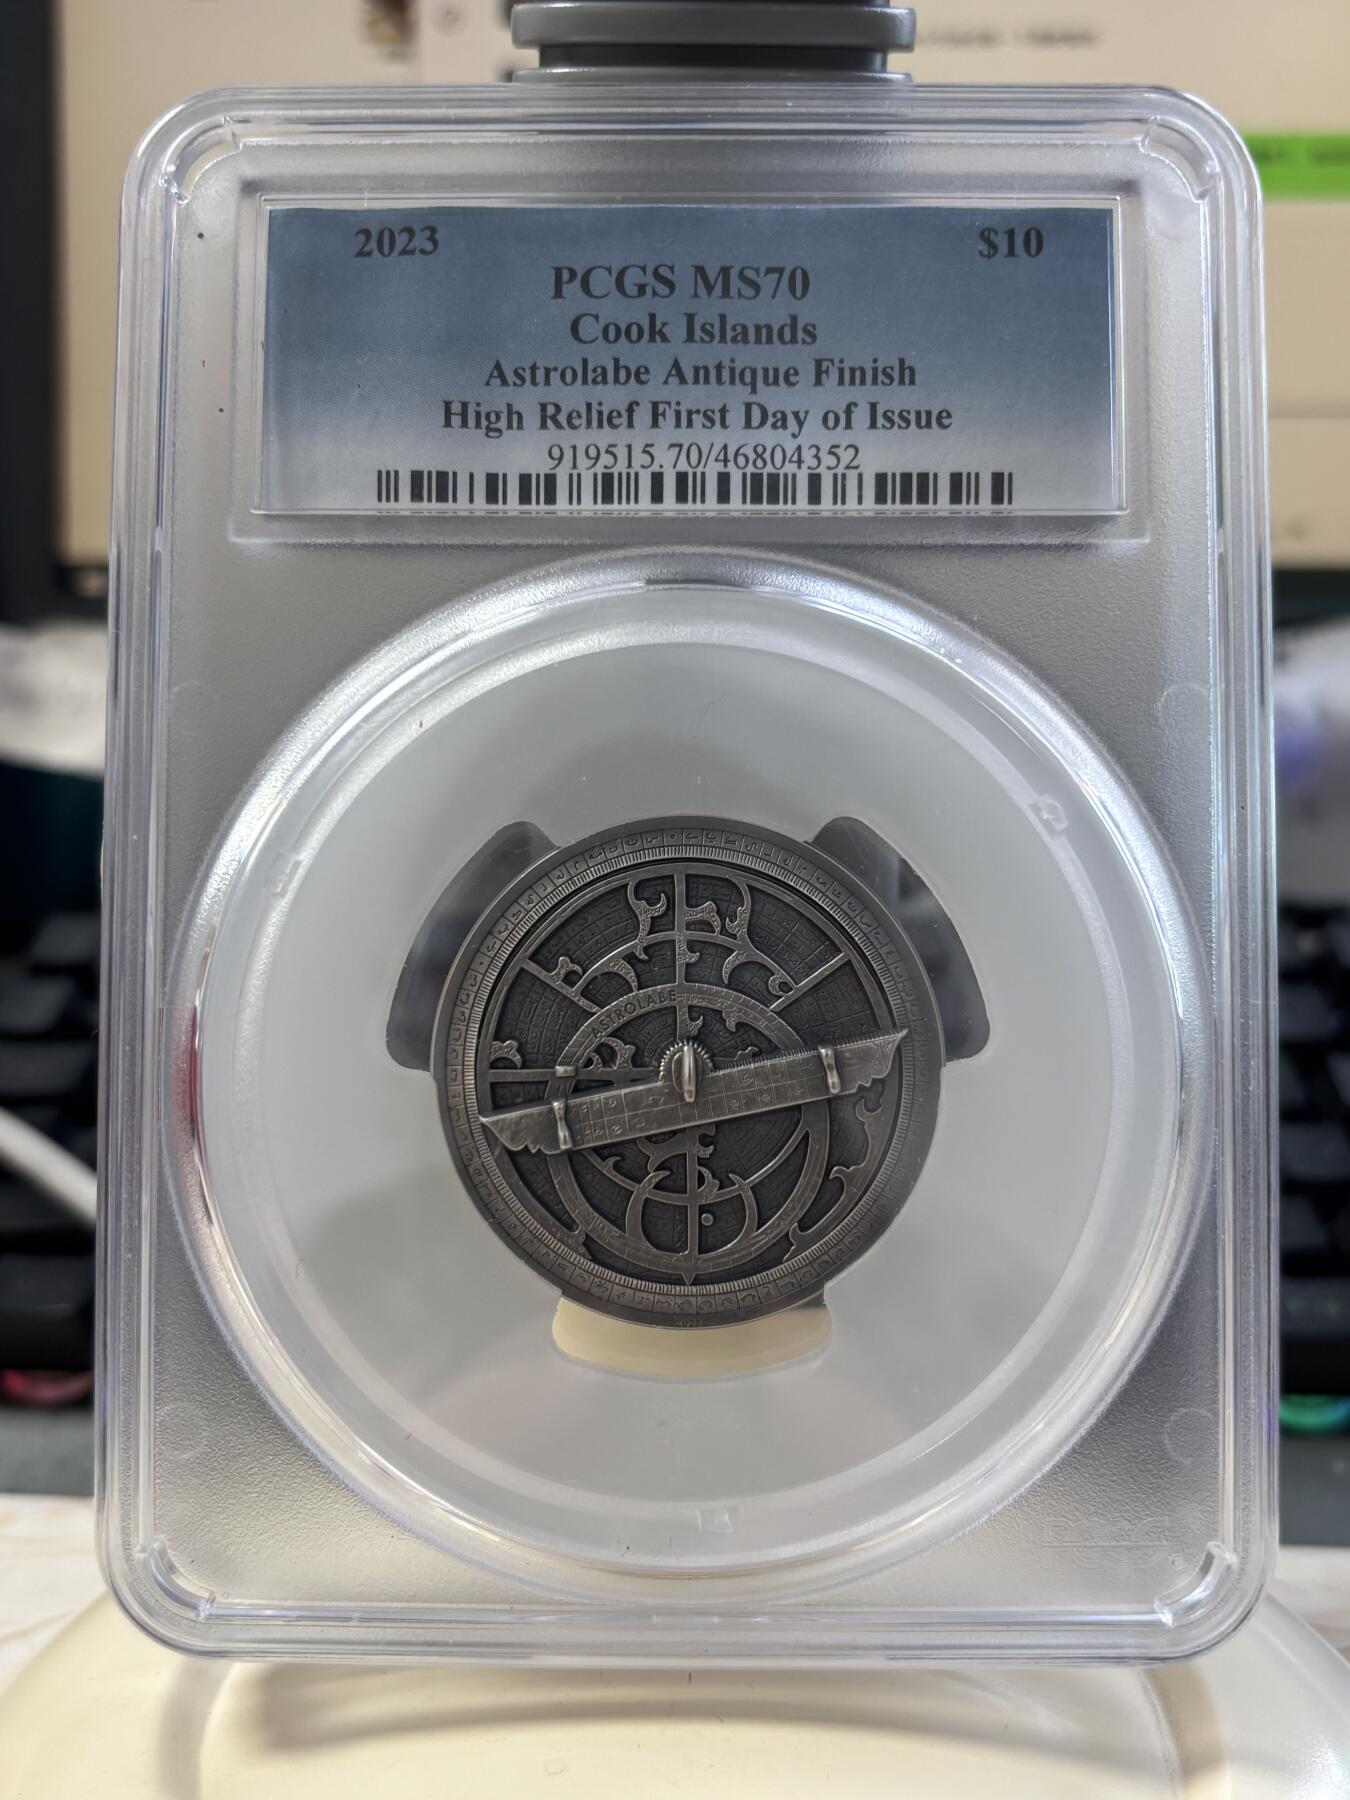 2023 $10
PCGS MS70
Cook Islands
Astrolabe Antique Finish
High Relief First Day of Issue
919515.70/46804352
ASTROLABE
2023